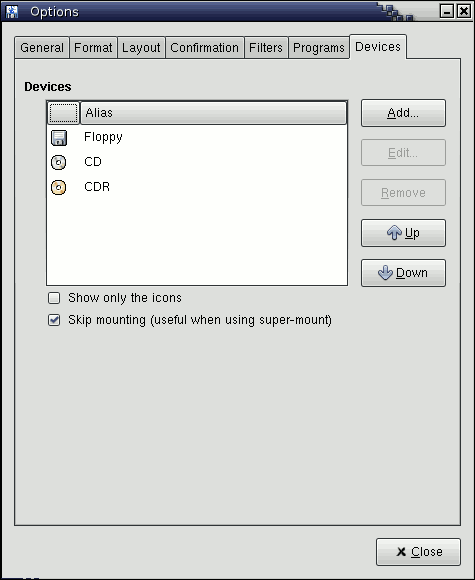 Options
General Format Layout Confirmation Filters Programs Devices
Devices
Alias
Floppy
CD
CDR
Add...
Edit...
Remove
Up
Down
Show only the icons
Skip mounting (useful when using super-mount)
Close